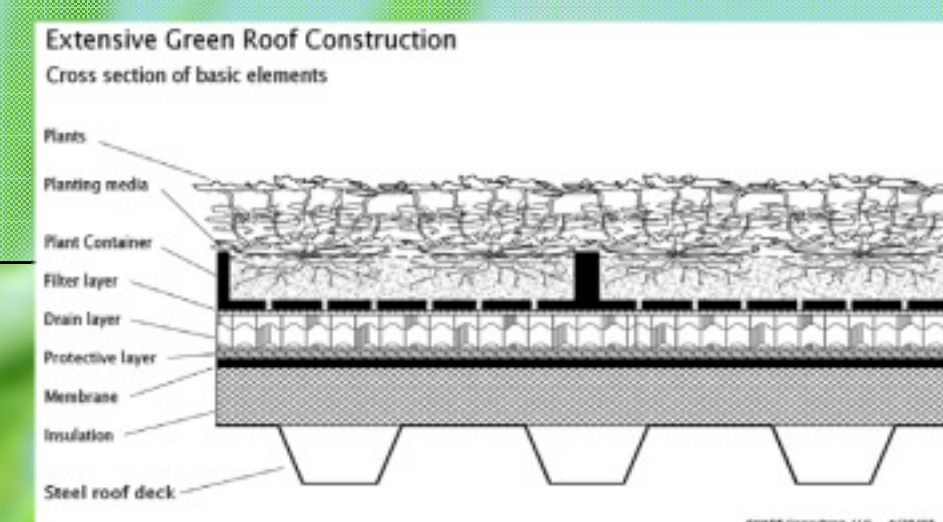 Extensive Green Roof Construction
Cross section of basic elements
Plants
Planting media
Plant Container
Filter layer
Drain layer
Protective layer
Membrane
Insulation
Steel roof deck